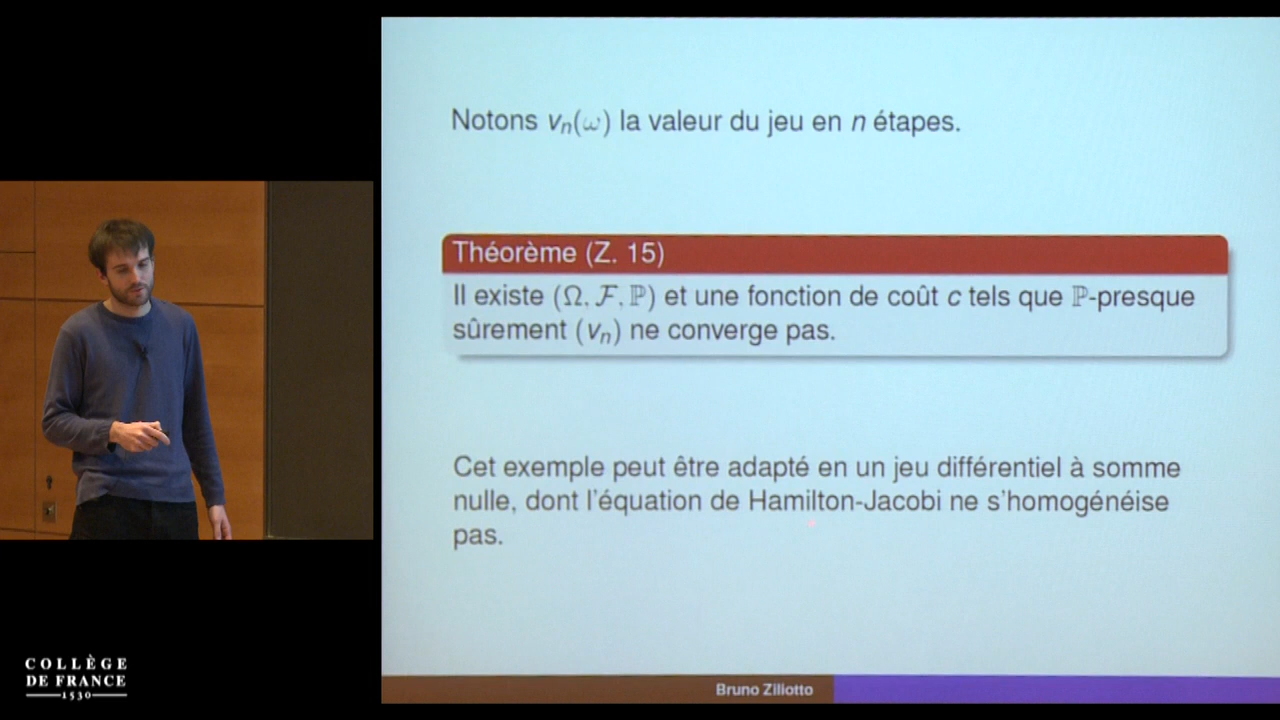 Notons vₙ(ω) la valeur du jeu en n étapes.
Théorème (Z. 15)
Il existe (Ω, ℱ, ℙ) et une fonction de coût c tels que ℙ-presque
sûrement (vₙ) ne converge pas.
Cet exemple peut être adapté en un jeu différentiel à somme
nulle, dont l'équation de Hamilton-Jacobi ne s'homogénéise
pas.
COLLÈGE
DE FRANCE
1530
Bruno Ziliotto